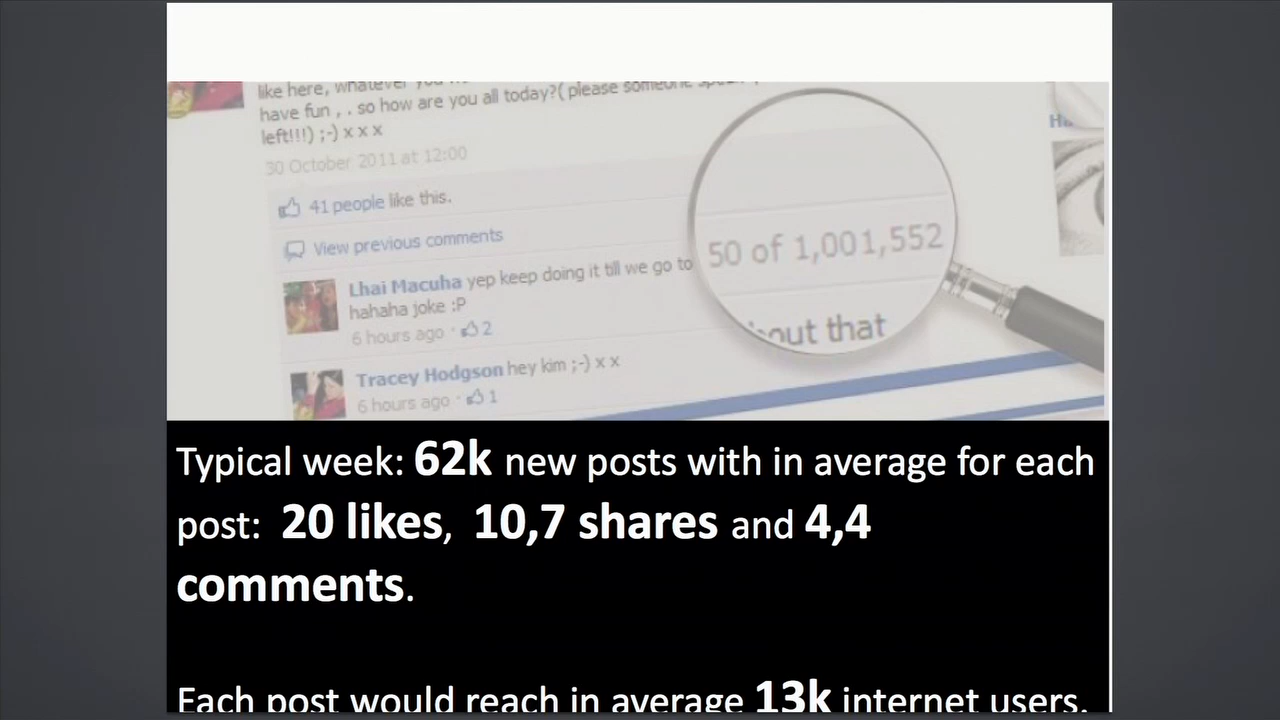 like here, whatever you
have fun , . so how are you all today?( please someone
left!!!) ;-) x x x
30 October 2011 at 12:00
41 people like this.
View previous comments
50 of 1,001,552
Lhai Macuha yep keep doing it till we go to
hahaha joke :P
6 hours ago · 2
that
Tracey Hodgson hey kim ;-) x x
6 hours ago · 1
Typical week: 62k new posts with in average for each
post: 20 likes, 10,7 shares and 4,4
comments.
Each post would reach in average 13k internet users.